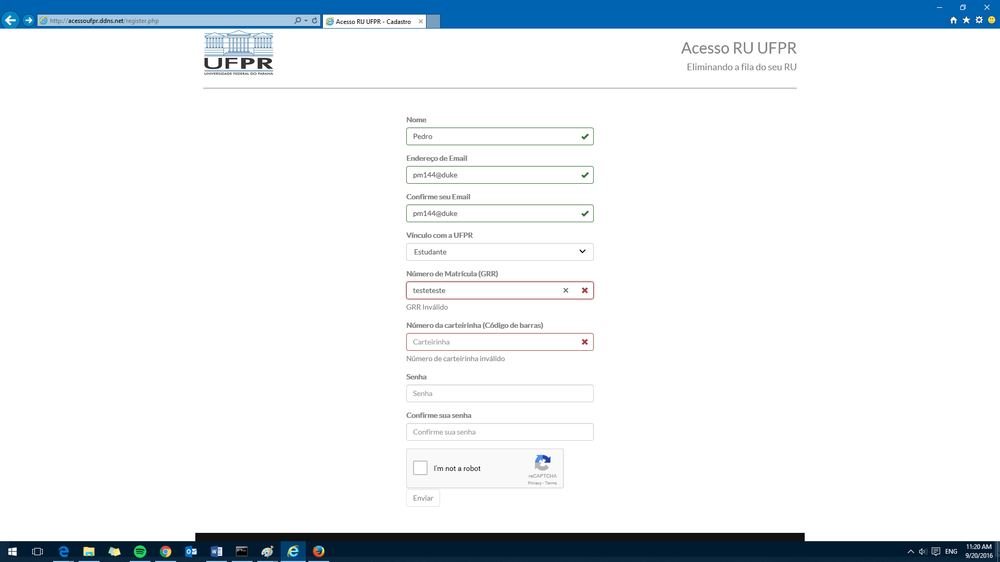 http://acessoufpr.ddns.net/register.php
Acesso RU UFPR - Cadastro
UFPR
UNIVERSIDADE FEDERAL DO PARANÁ
Acesso RU UFPR
Eliminando a fila do seu RU
Nome
Pedro
Endereço de Email
pm144@duke
Confirme seu Email
pm144@duke
Vínculo com a UFPR
Estudante
Número de Matrícula (GRR)
testeteste
GRR Inválido
Número da carteirinha (Código de barras)
Carteirinha
Número de carteirinha inválido
Senha
Senha
Confirme sua senha
Confirme sua senha
I'm not a robot
reCAPTCHA
Privacy - Terms
Enviar
ENG
11:20 AM
9/20/2016